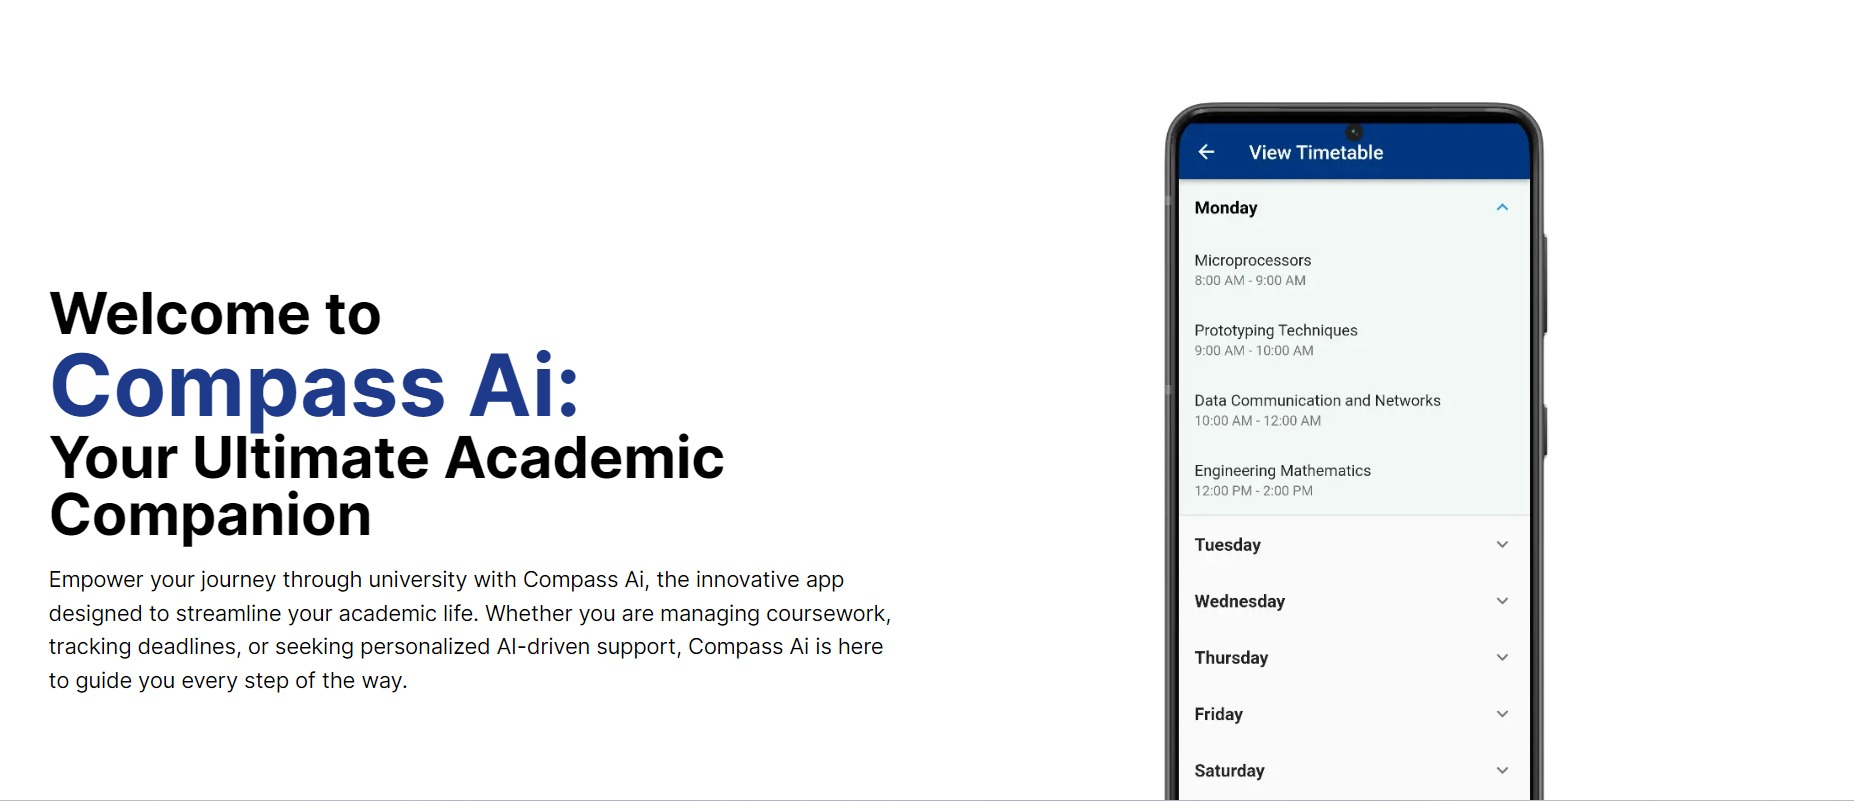 Welcome to
Compass Ai:
Your Ultimate Academic
Companion
Empower your journey through university with Compass Ai, the innovative app
designed to streamline your academic life. Whether you are managing coursework,
tracking deadlines, or seeking personalized AI-driven support, Compass Ai is here
to guide you every step of the way.
View Timetable
Monday
Microprocessors
8:00 AM - 9:00 AM
Prototyping Techniques
9:00 AM - 10:00 AM
Data Communication and Networks
10:00 AM - 12:00 AM
Engineering Mathematics
12:00 PM - 2:00 PM
Tuesday
Wednesday
Thursday
Friday
Saturday